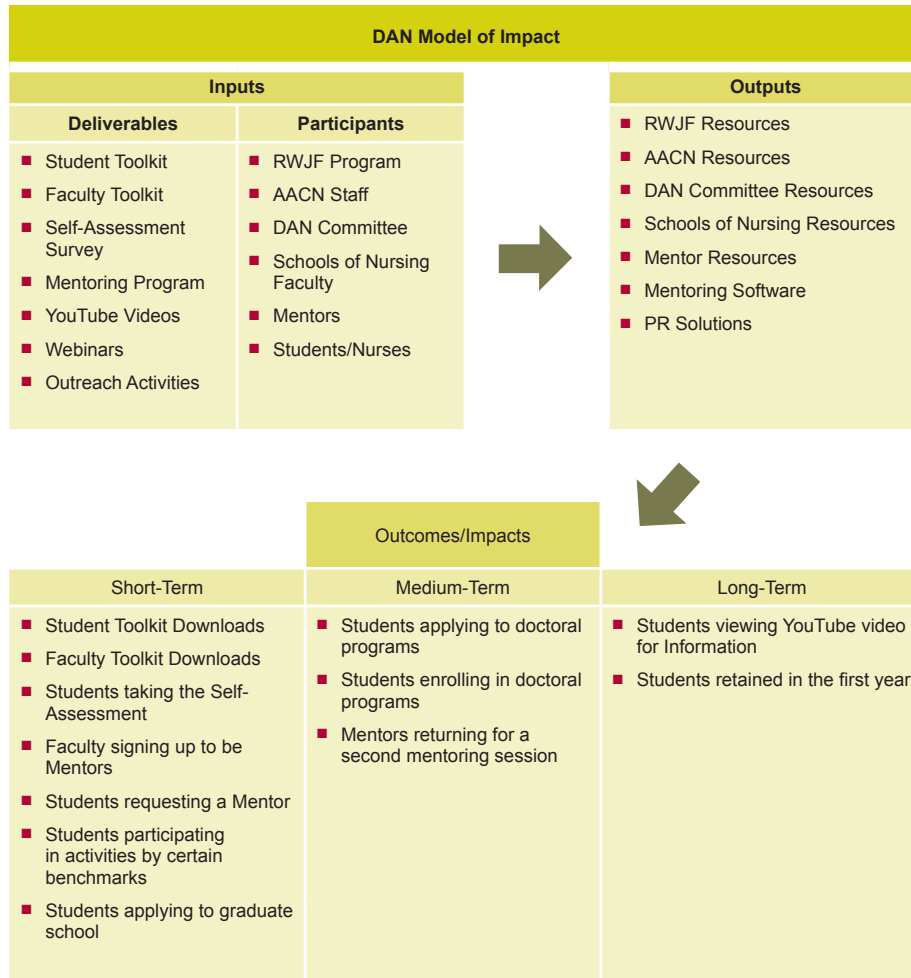 DAN Model of Impact
Inputs
Deliverables
Student Toolkit
Faculty Toolkit
Self-Assessment
Survey
Mentoring Program
YouTube Videos
Webinars
Outreach Activities
Participants
RWJF Program
AACN Staff
DAN Committee
Schools of Nursing
Faculty
Mentors
Students/Nurses
Outputs
RWJF Resources
AACN Resources
DAN Committee Resources
Schools of Nursing Resources
Mentor Resources
Mentoring Software
PR Solutions
Outcomes/Impacts
Short-Term
Student Toolkit Downloads
Faculty Toolkit Downloads
Students taking the Self-
Assessment
Faculty signing up to be
Mentors
Students requesting a Mentor
Students participating
in activities by certain
benchmarks
Students applying to graduate
school
Medium-Term
Students applying to doctoral
programs
Students enrolling in doctoral
programs
Mentors returning for a
second mentoring session
Long-Term
Students viewing YouTube video
for Information
Students retained in the first year